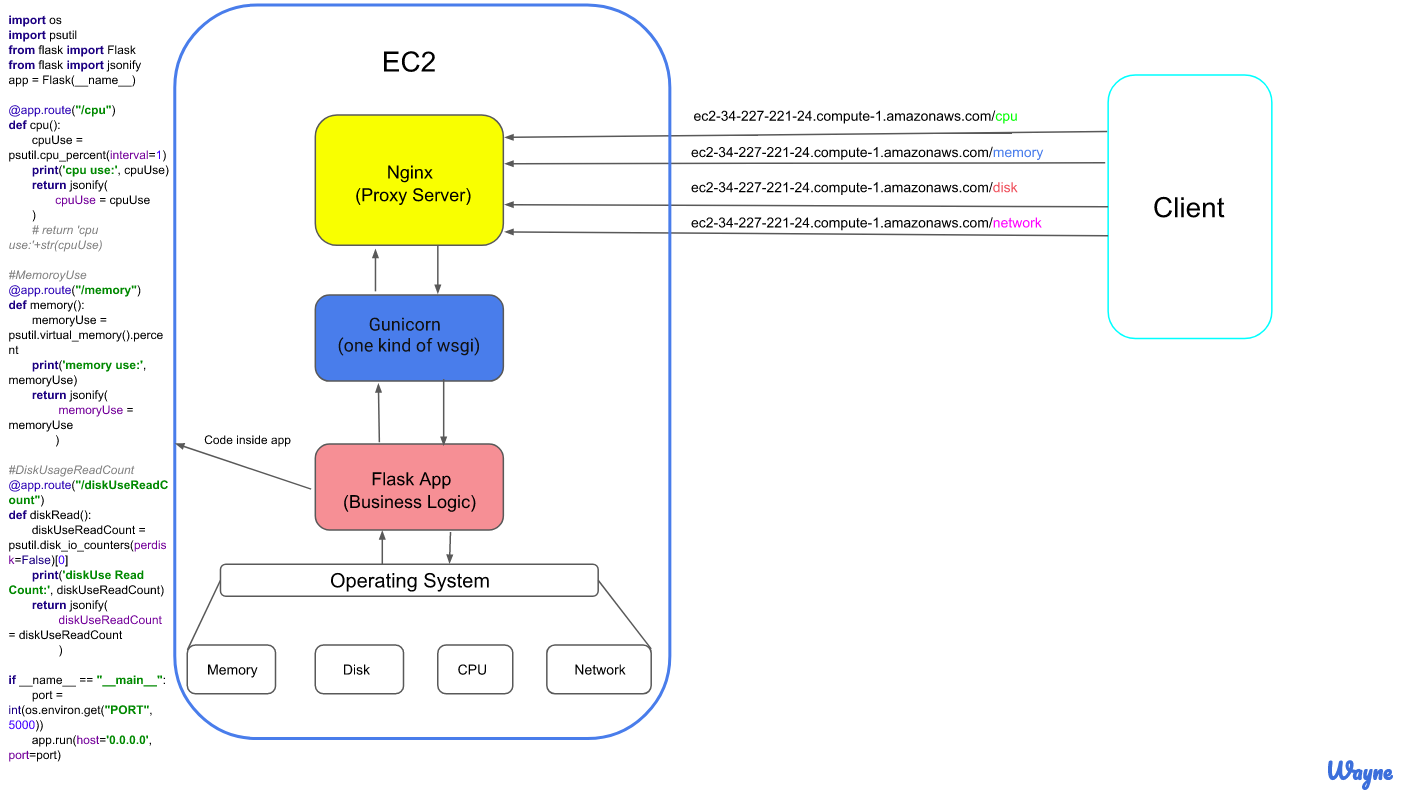 import os
import psutil
from flask import Flask
from flask import jsonify
app = Flask(__name__)
@app.route("/cpu")
def cpu():
cpuUse =
psutil.cpu_percent(interval=1)
print('cpu use:', cpuUse)
return jsonify(
cpuUse = cpuUse
)
# return 'cpu
use:'+str(cpuUse)
#MemoroyUse
@app.route("/memory")
def memory():
memoryUse =
psutil.virtual_memory().perce
nt
print('memory use:',
memoryUse)
return jsonify(
memoryUse =
memoryUse
)
#DiskUsageReadCount
@app.route("/diskUseReadC
ount")
def diskRead():
diskUseReadCount =
psutil.disk_io_counters(perdis
k=False)[0]
print('diskUse Read
Count:', diskUseReadCount)
return jsonify(
diskUseReadCount
= diskUseReadCount
)
if __name__ == "__main__":
port =
int(os.environ.get("PORT",
5000))
app.run(host='0.0.0.0',
port=port)
EC2
Nginx
(Proxy Server)
Gunicorn
(one kind of wsgi)
Code inside app
Flask App
(Business Logic)
Operating System
Memory
Disk
CPU
Network
ec2-34-227-221-24.compute-1.amazonaws.com/cpu
ec2-34-227-221-24.compute-1.amazonaws.com/memory
ec2-34-227-221-24.compute-1.amazonaws.com/disk
ec2-34-227-221-24.compute-1.amazonaws.com/network
Client
Wayne